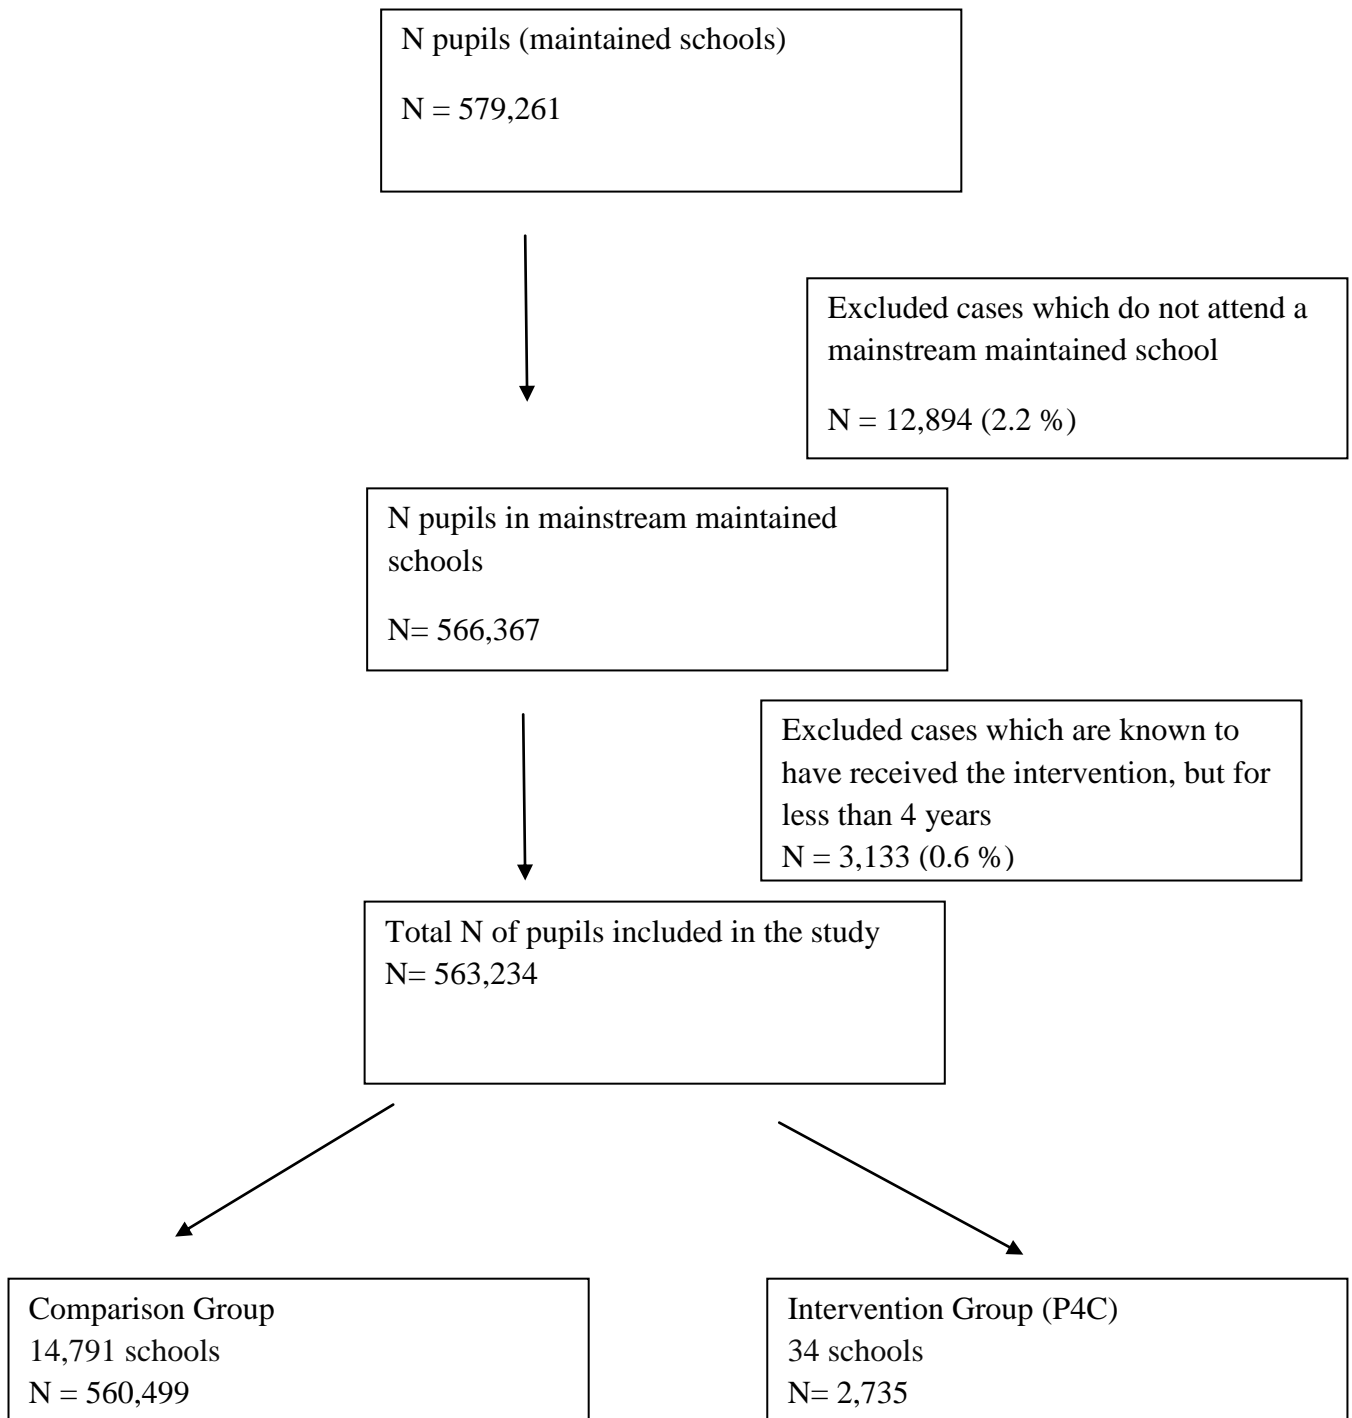 N pupils (maintained schools)
N = 579,261
Excluded cases which do not attend a
mainstream maintained school
N = 12,894 (2.2 %)
N pupils in mainstream maintained
schools
N= 566,367
Excluded cases which are known to
have received the intervention, but for
less than 4 years
N = 3,133 (0.6 %)
Total N of pupils included in the study
N= 563,234
Comparison Group
14,791 schools
N = 560,499
Intervention Group (P4C)
34 schools
N= 2,735